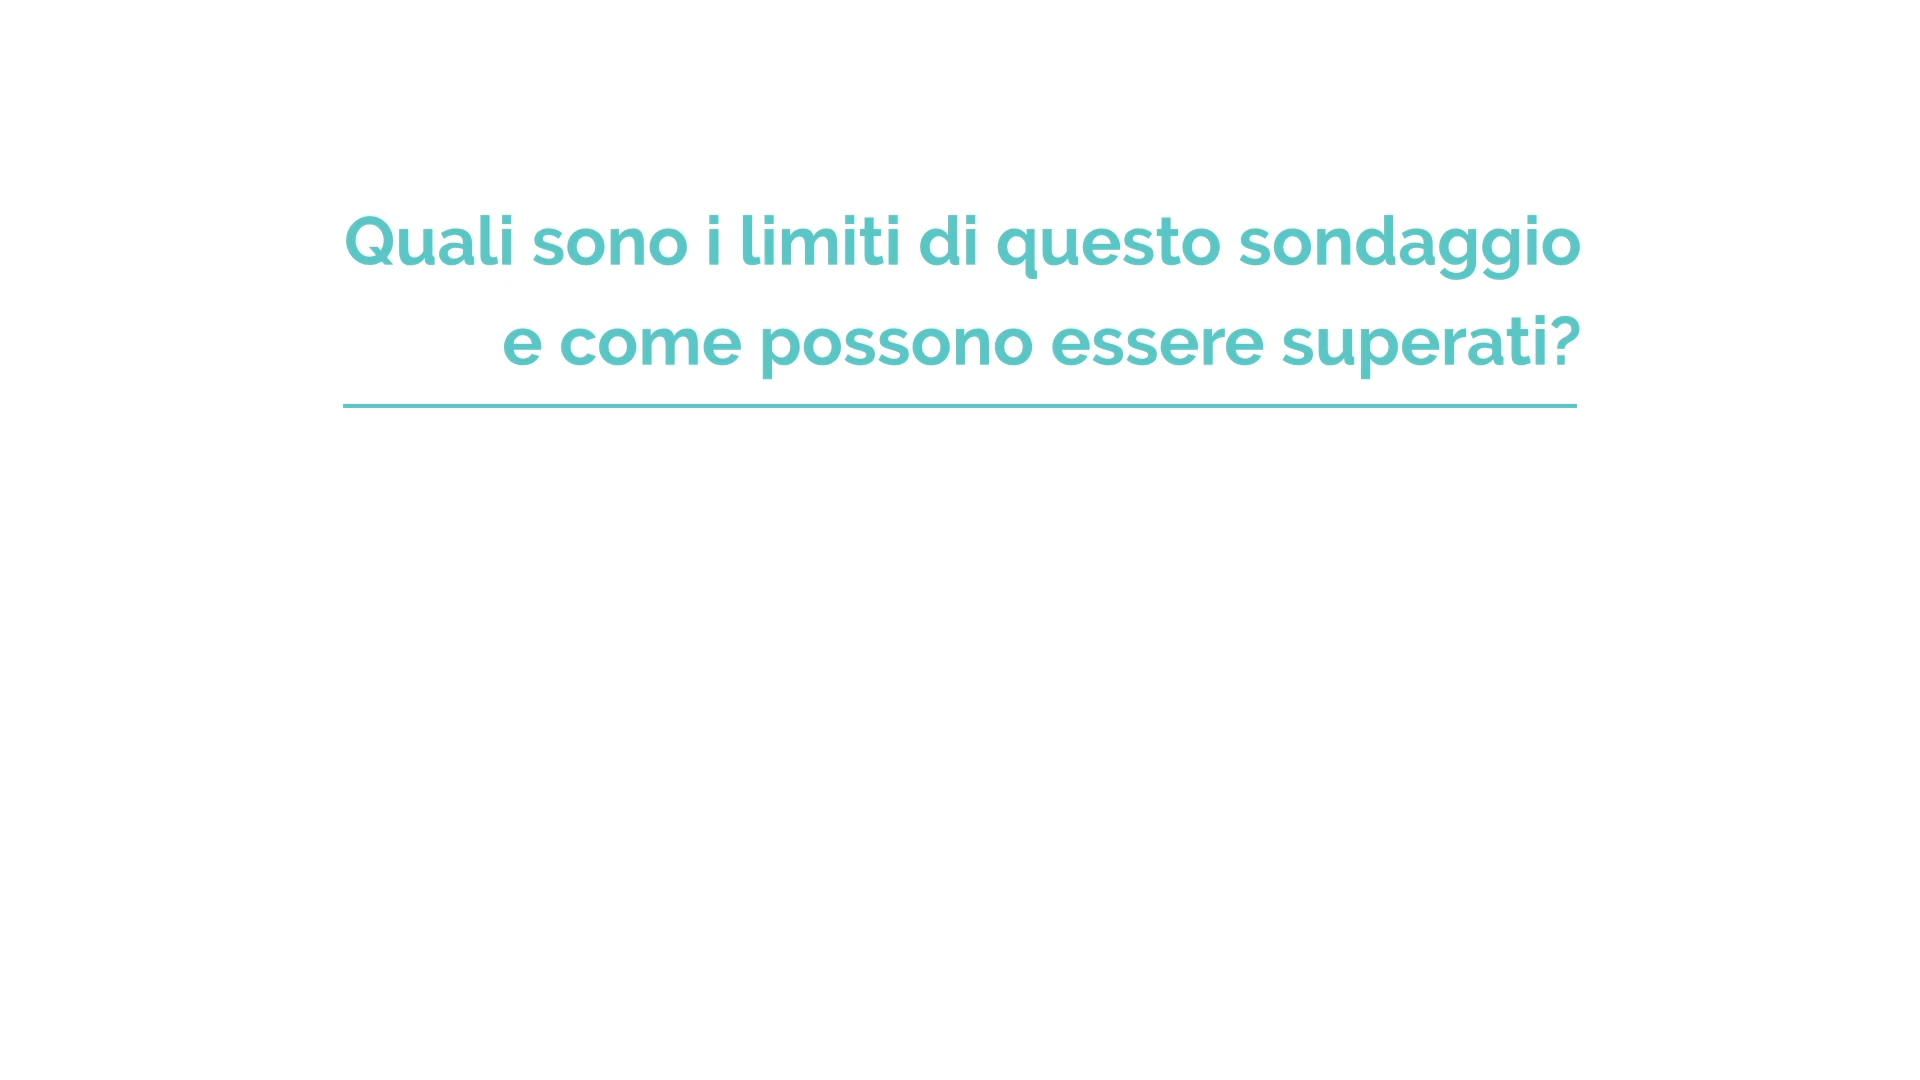 Quali sono i limiti di questo sondaggio
e come possono essere superati?